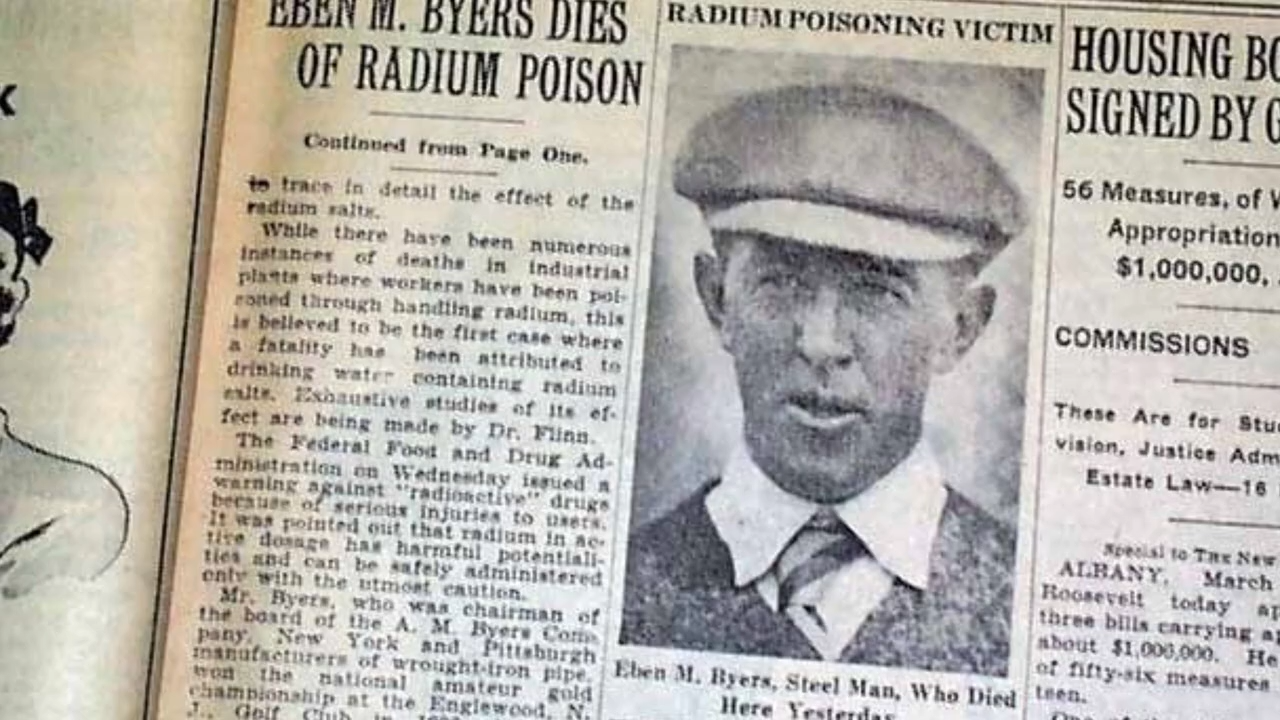 K
EBEN M. BYERS DIES
OF RADIUM POISON
Continued from Page One.
to trace in detail the effect of the
radium salts.
While there have been numerous
instances of deaths in industrial
plants where workers have been poi-
soned through handling radium, this
is believed to be the first case where
a fatality has been attributed to
drinking water containing radium
salts. Exhaustive studies of its ef-
fect are being made by Dr. Flinn.
The Federal Food and Drug Ad-
ministration on Wednesday issued a
warning against "radioactive" drugs
because of serious injuries to users.
It was pointed out that radium in ac-
tive dosage has harmful potentiali-
ties and can be safely administered
only with the utmost caution.
Mr. Byers, who was chairman of
the board of the A. M. Byers Com-
pany, New York and Pittsburgh
manufacturers of wrought-iron pipe,
won the national amateur gold
championship at the Englewood, N.
J., Golf Club in
RADIUM POISONING VICTIM
Eben M. Byers, Steel Man, Who Died
Here Yesterday.
HOUSING BO
SIGNED BY G
56 Measures, of W
Appropriation
$1,000,000,
COMMISSIONS
These Are for Stud
vision, Justice Adm
Estate Law—16
Special to THE NEW
ALBANY, March
Roosevelt today ap
three bills carrying a
about $1,000,000. He
of fifty-six measures
teen.